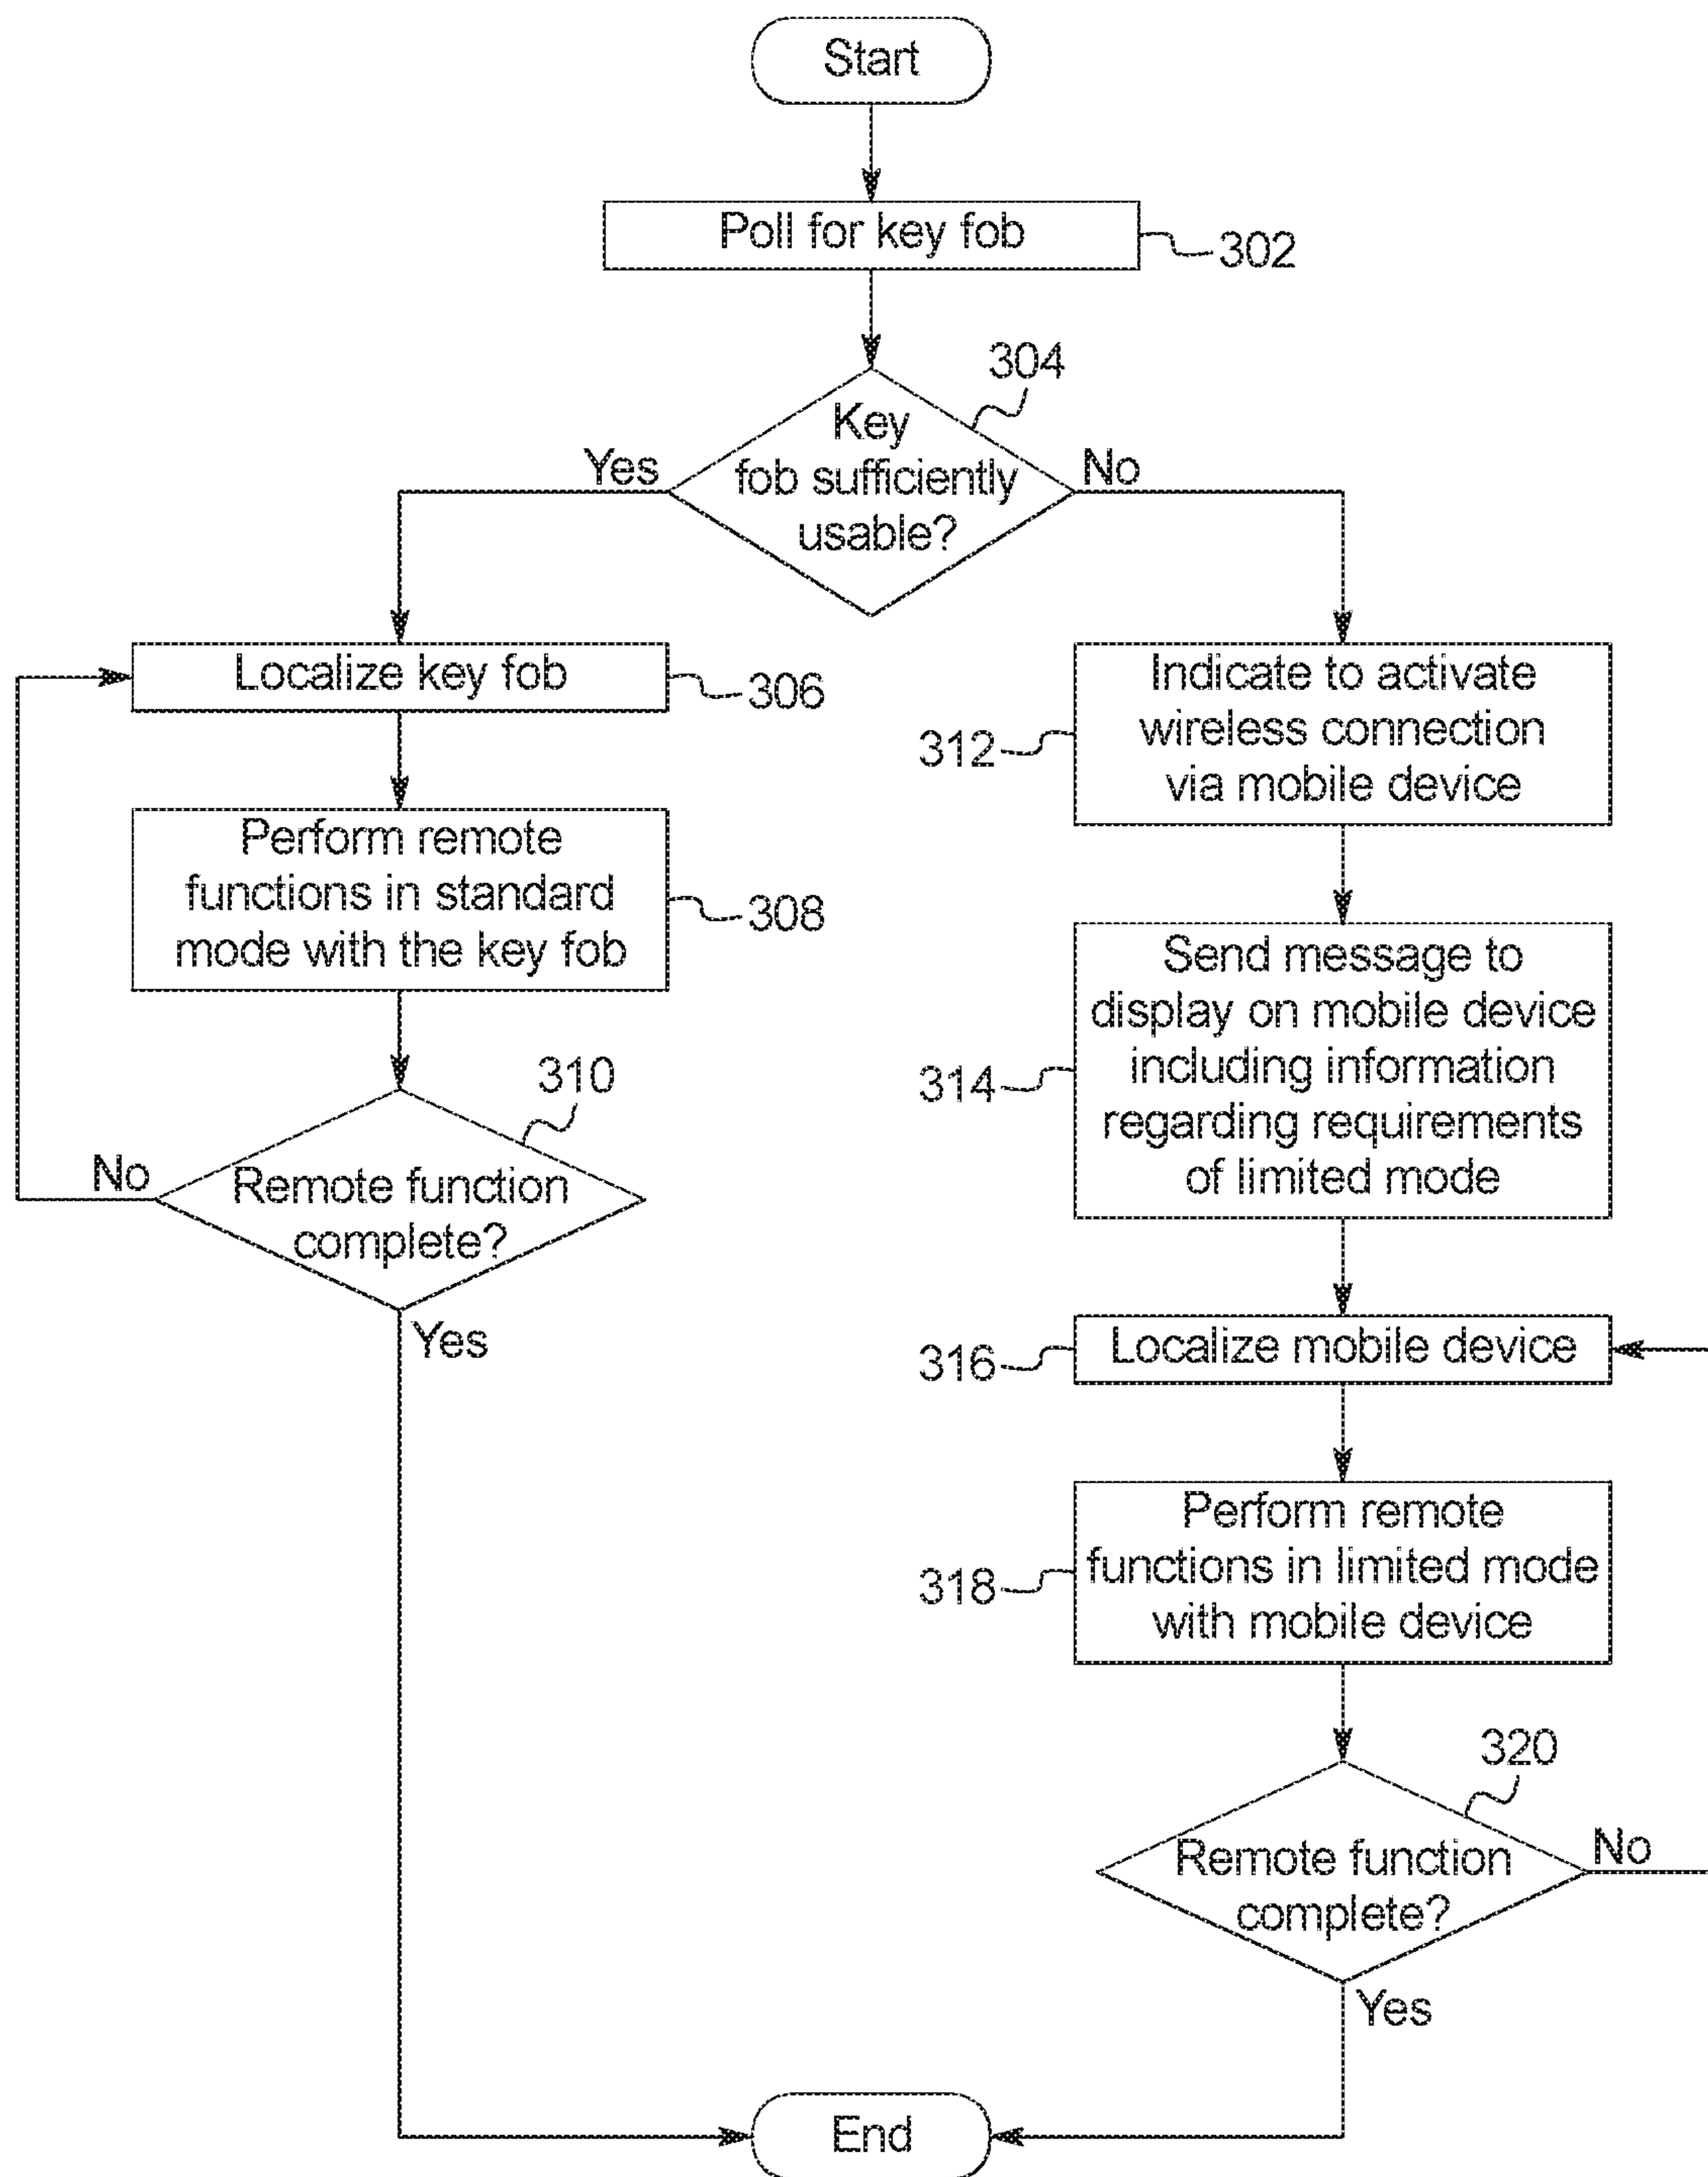 Start
Poll for key fob
302
304
Key
fob sufficiently
usable?
Yes
No
Localize key fob
306
Perform remote
functions in standard
mode with the key fob
308
310
Remote function
complete?
No
Yes
Indicate to activate
wireless connection
via mobile device
312
Send message to
display on mobile device
including information
regarding requirements
of limited mode
314
Localize mobile device
316
Perform remote
functions in limited mode
with mobile device
318
320
Remote function
complete?
No
Yes
End